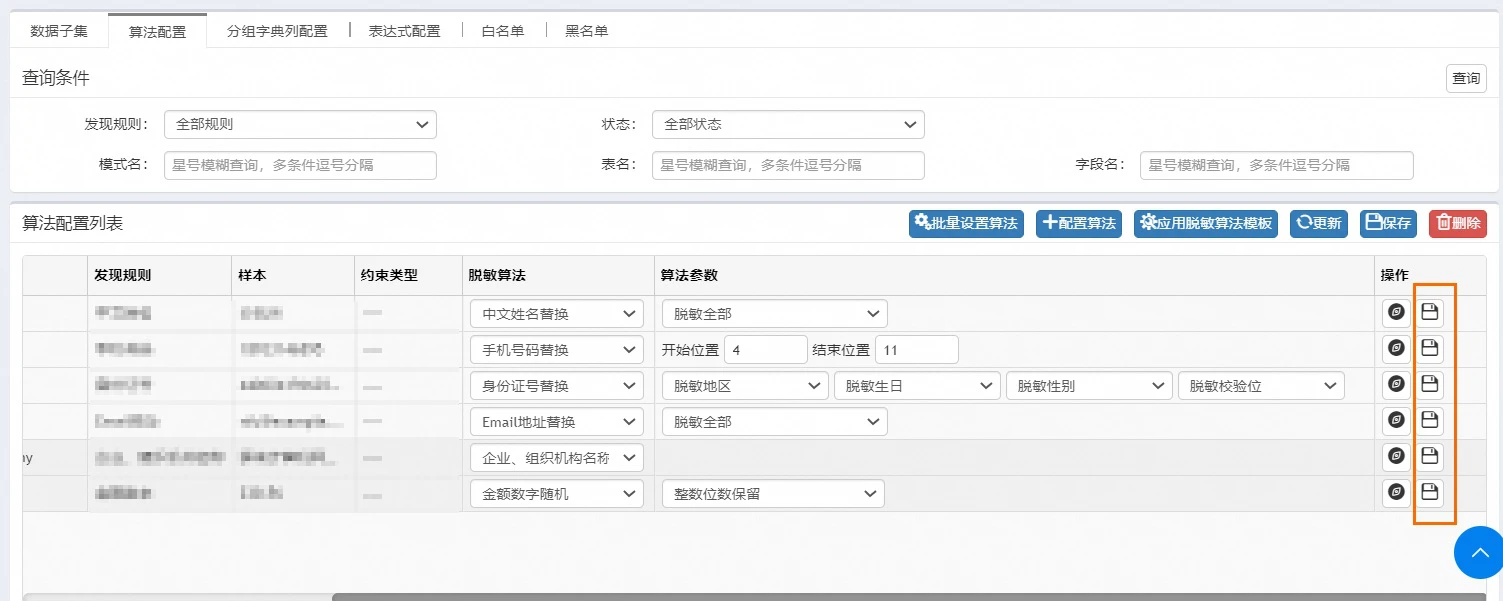 数据子集 算法配置 分组字典列配置 表达式配置 白名单 黑名单
查询条件 查询
发现规则： 全部规则 状态： 全部状态
模式名： 星号模糊查询，多条件逗号分隔 表名： 星号模糊查询，多条件逗号分隔 字段名： 星号模糊查询，多条件逗号分隔
算法配置列表 批量设置算法 配置算法 应用脱敏算法模板 更新 保存 删除
发现规则 样本 约束类型 脱敏算法 算法参数 操作
中文姓名替换 脱敏全部
手机号码替换 开始位置 4 结束位置 11
身份证号替换 脱敏地区 脱敏生日 脱敏性别 脱敏校验位
Email地址替换 脱敏全部
企业、组织机构名称
金额数字随机 整数位数保留